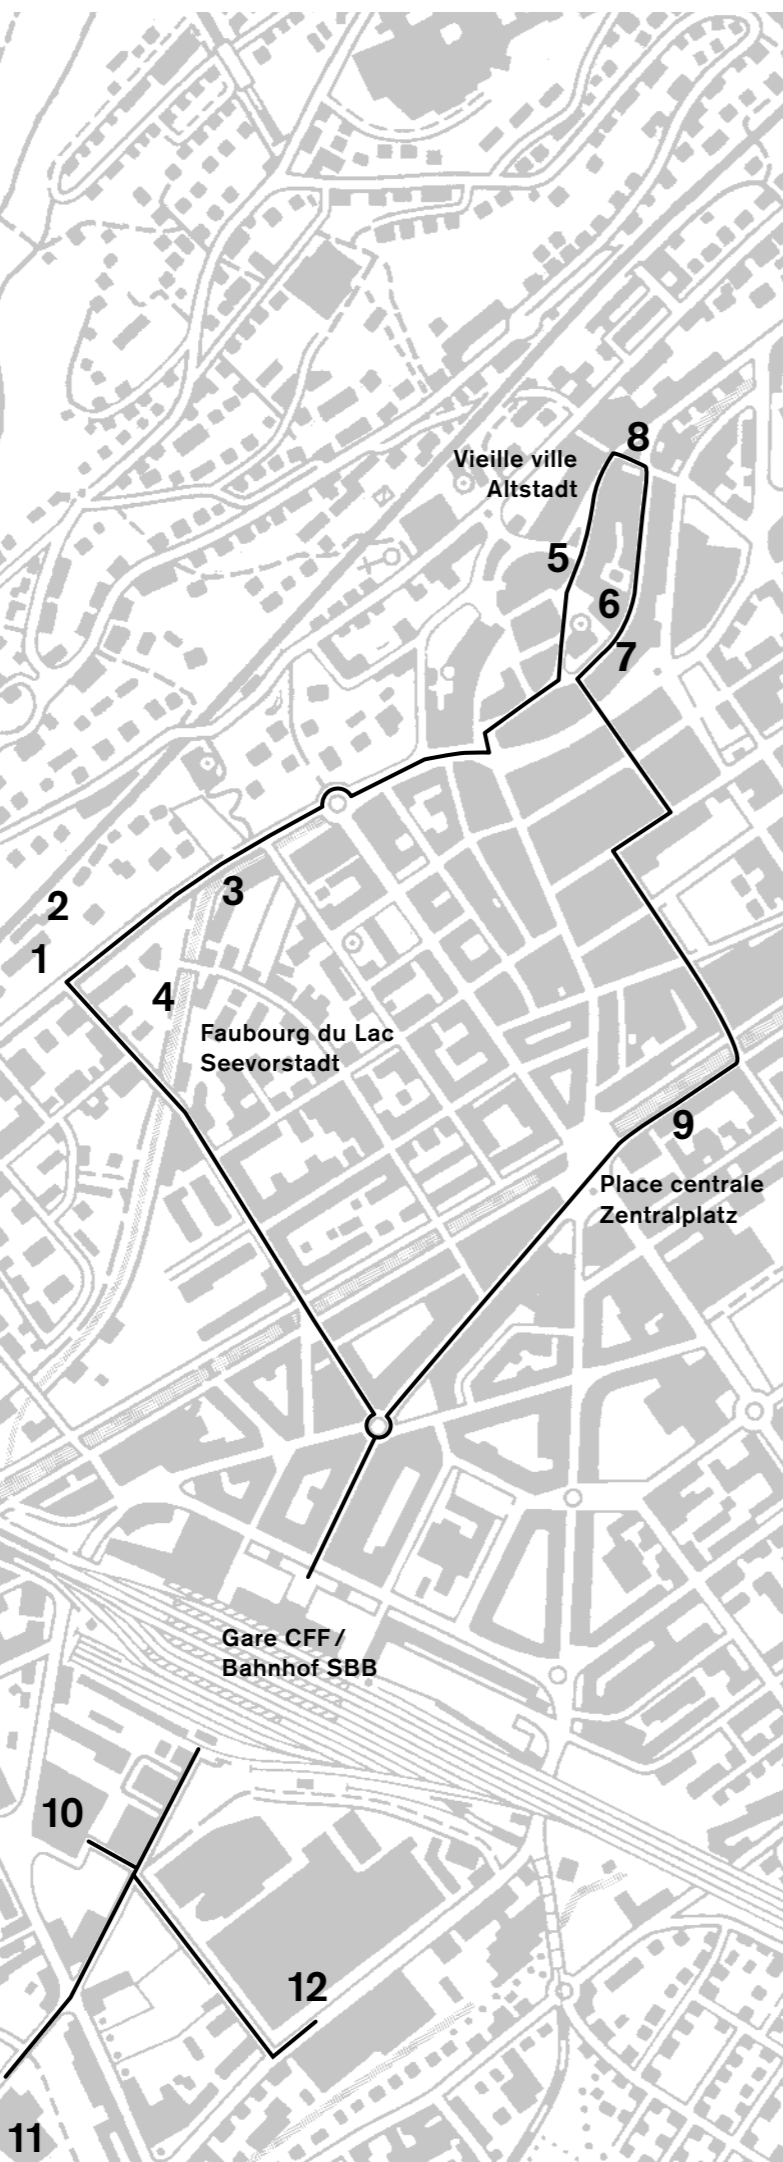 8
Vieille ville
Altstadt
5
6
7
3
2
1
4
Faubourg du Lac
Seevorstadt
9
Place centrale
Zentralplatz
Gare CFF /
Bahnhof SBB
10
12
11